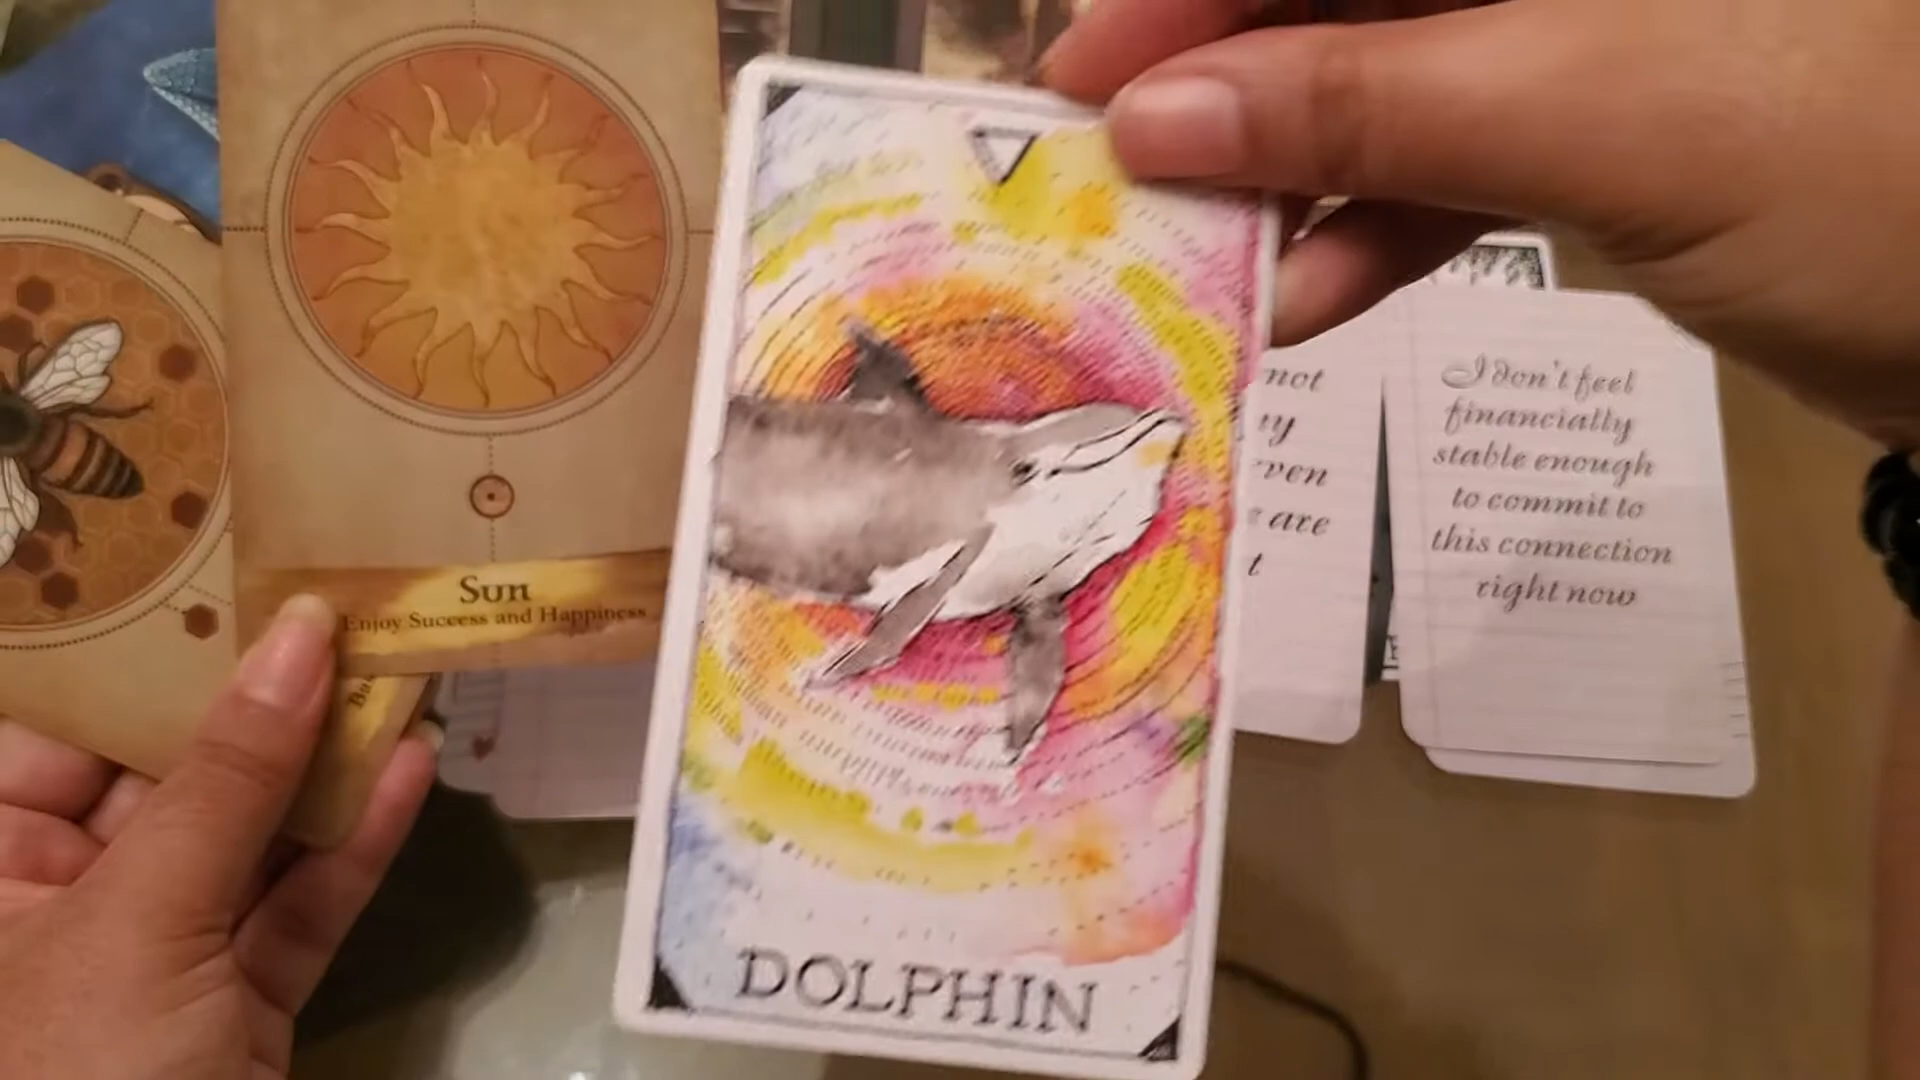 Sun
Enjoy Success and Happiness
DOLPHIN
not
are
I don't feel
financially
stable enough
to commit to
this connection
right now